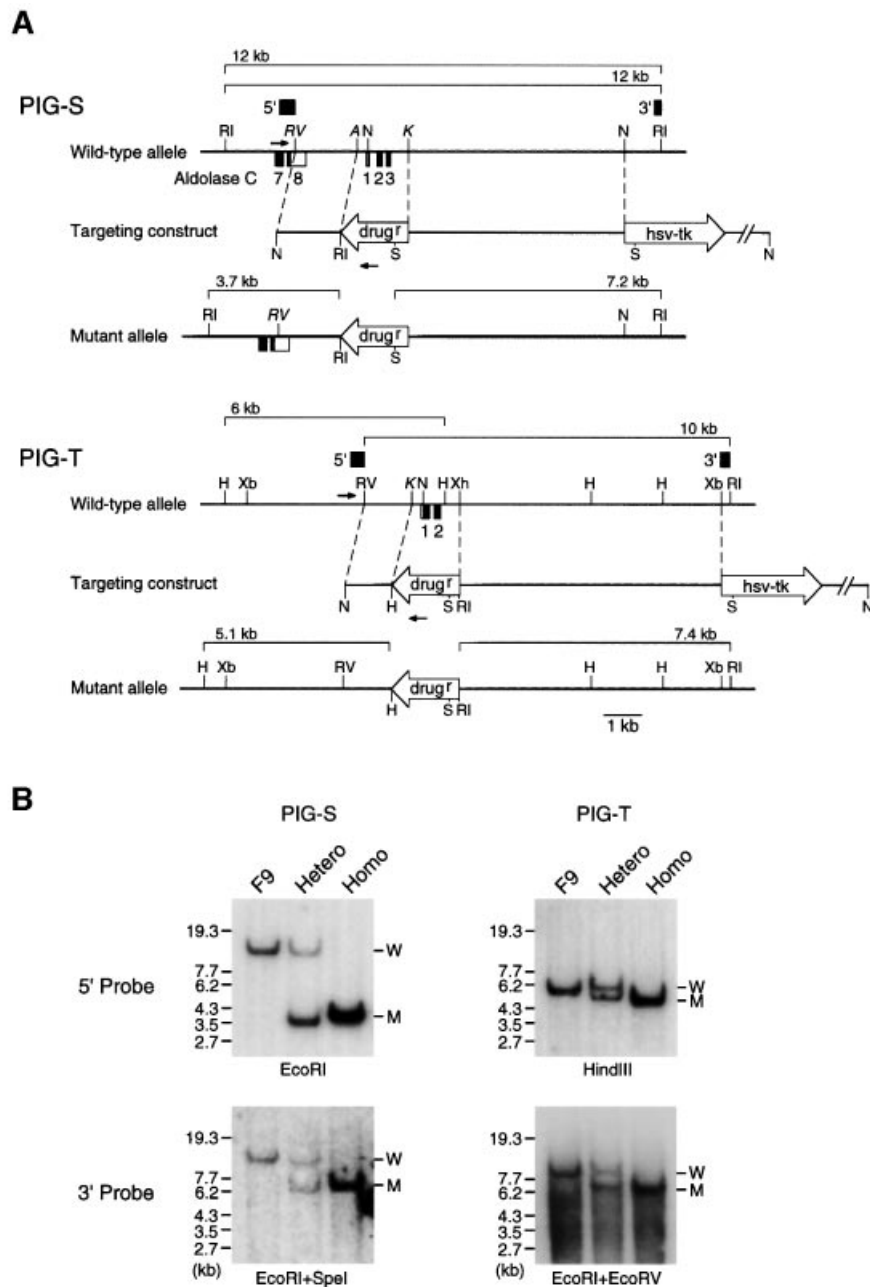 A
12 kb
12 kb
PIG-S
5'
3'
RI RV A N K N RI
Wild-type allele
Aldolase C 7 8 1 2 3
Targeting construct drug r hsv-tk
N RI S S N
3.7 kb 7.2 kb
RI RV N RI
Mutant allele drug r
RI S
6 kb
10 kb
PIG-T
5'
3'
H Xb RV K N H Xh H H Xb RI
Wild-type allele
1 2
Targeting construct drug r hsv-tk
N H S RI S N
5.1 kb 7.4 kb
H Xb RV H H Xb RI
Mutant allele drug r
H S RI
1 kb
B
PIG-S PIG-T
F9 Hetero Homo F9 Hetero Homo
5' Probe
19.3
7.7
6.2
4.3
3.5
2.7
W
M
EcoRI
19.3
7.7
6.2
4.3
3.5
2.7
W
M
HindIII
3' Probe
19.3
7.7
6.2
4.3
3.5
2.7
(kb)
W
M
EcoRI+SpeI
19.3
7.7
6.2
4.3
3.5
2.7
W
M
EcoRI+EcoRV